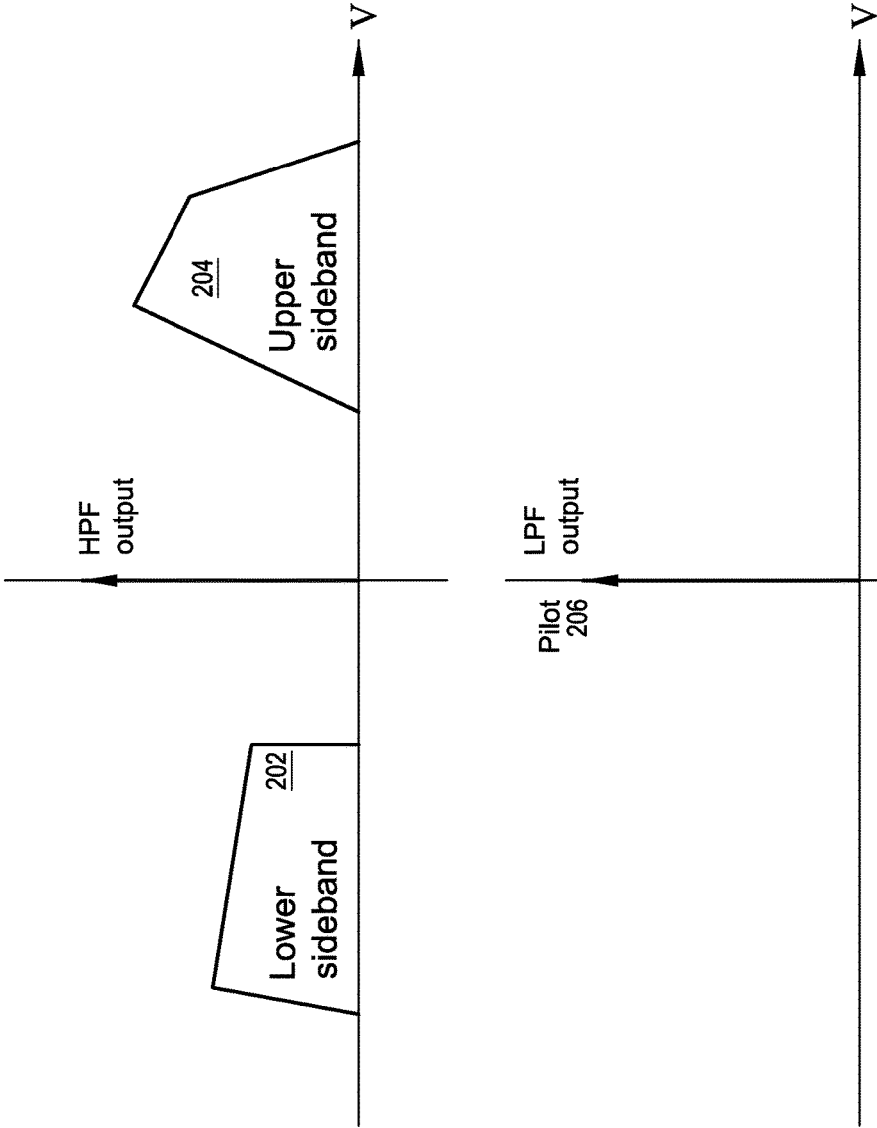 HPF
output
204
Upper
sideband
202
Lower
sideband
V
LPF
output
Pilot
206
V